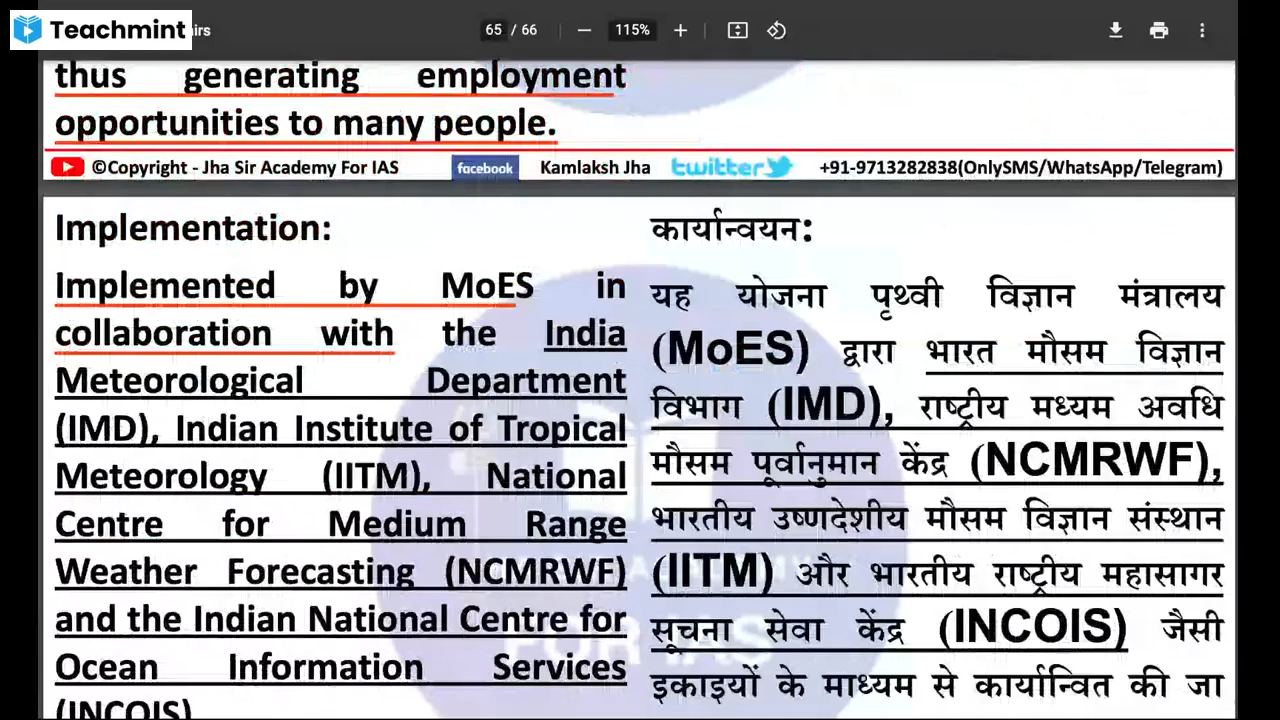 Teachmint
irs
65 / 66
115%
thus generating employment
opportunities to many people.
©Copyright - Jha Sir Academy For IAS facebook Kamlaksh Jha twitter +91-9713282838(OnlySMS/WhatsApp/Telegram)
Implementation:
Implemented by MoES in
collaboration with the India
Meteorological Department
(IMD), Indian Institute of Tropical
Meteorology (IITM), National
Centre for Medium Range
Weather Forecasting (NCMRWF)
and the Indian National Centre for
Ocean Information Services
(INCOIS)
कार्यान्वयन:
यह योजना पृथ्वी विज्ञान मंत्रालय
(MoES) द्वारा भारत मौसम विज्ञान
विभाग (IMD), राष्ट्रीय मध्यम अवधि
मौसम पूर्वानुमान केंद्र (NCMRWF),
भारतीय उष्णदेशीय मौसम विज्ञान संस्थान
(IITM) और भारतीय राष्ट्रीय महासागर
सूचना सेवा केंद्र (INCOIS) जैसी
इकाइयों के माध्यम से कार्यान्वित की जा
FOR IAS